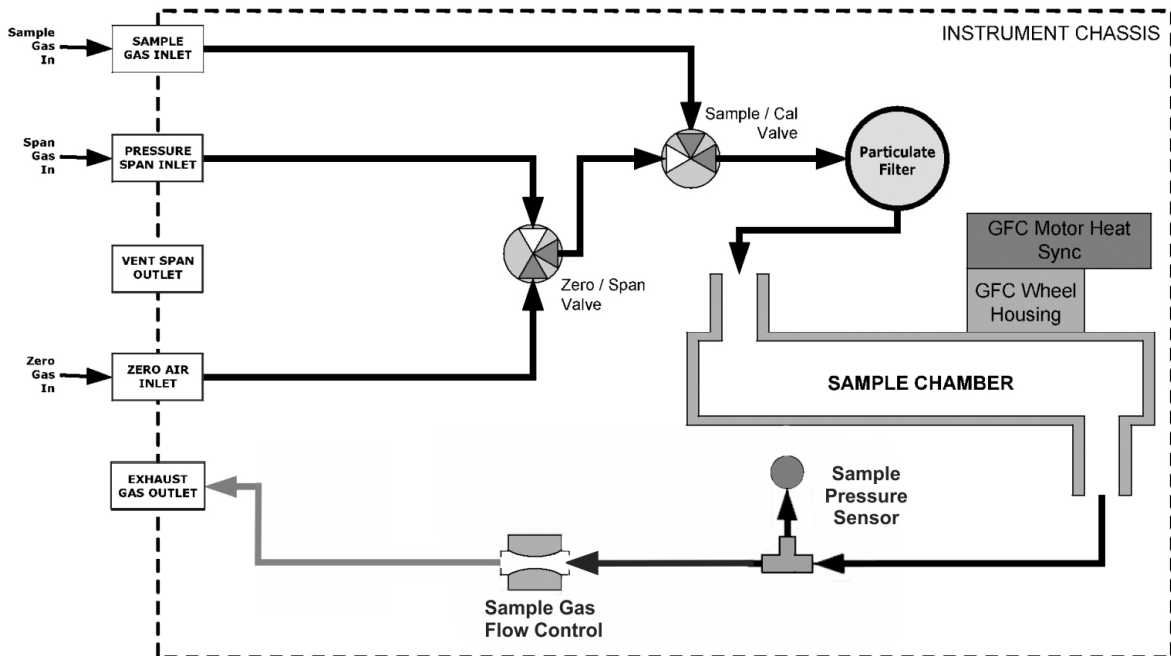 INSTRUMENT CHASSIS
Sample
Gas
In
SAMPLE
GAS INLET
Sample / Cal
Valve
Span
Gas
In
PRESSURE
SPAN INLET
Particulate
Filter
VENT SPAN
OUTLET
Zero / Span
Valve
GFC Motor Heat
Sync
GFC Wheel
Housing
Zero
Gas
In
ZERO AIR
INLET
SAMPLE CHAMBER
EXHAUST
GAS OUTLET
Sample
Pressure
Sensor
Sample Gas
Flow Control